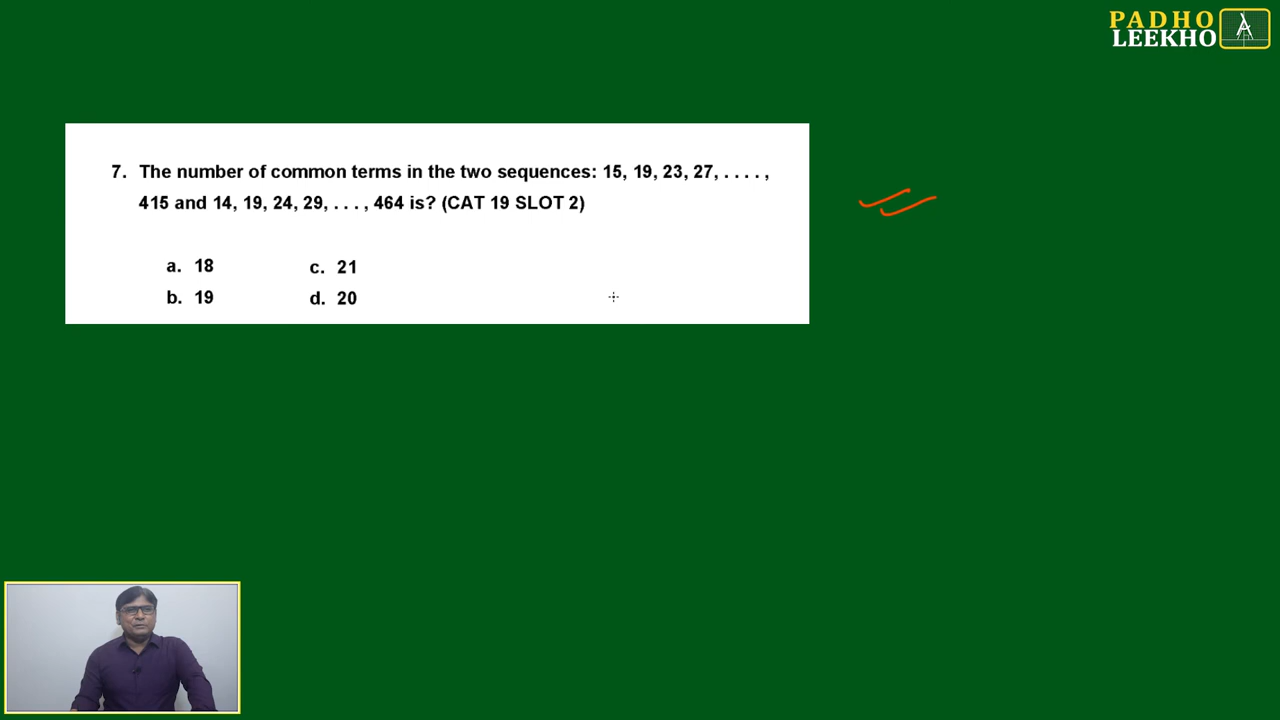 PADHO
LEEKHO
7. The number of common terms in the two sequences: 15, 19, 23, 27, . . . . ,
415 and 14, 19, 24, 29, . . . , 464 is? (CAT 19 SLOT 2)
a. 18 c. 21
b. 19 d. 20